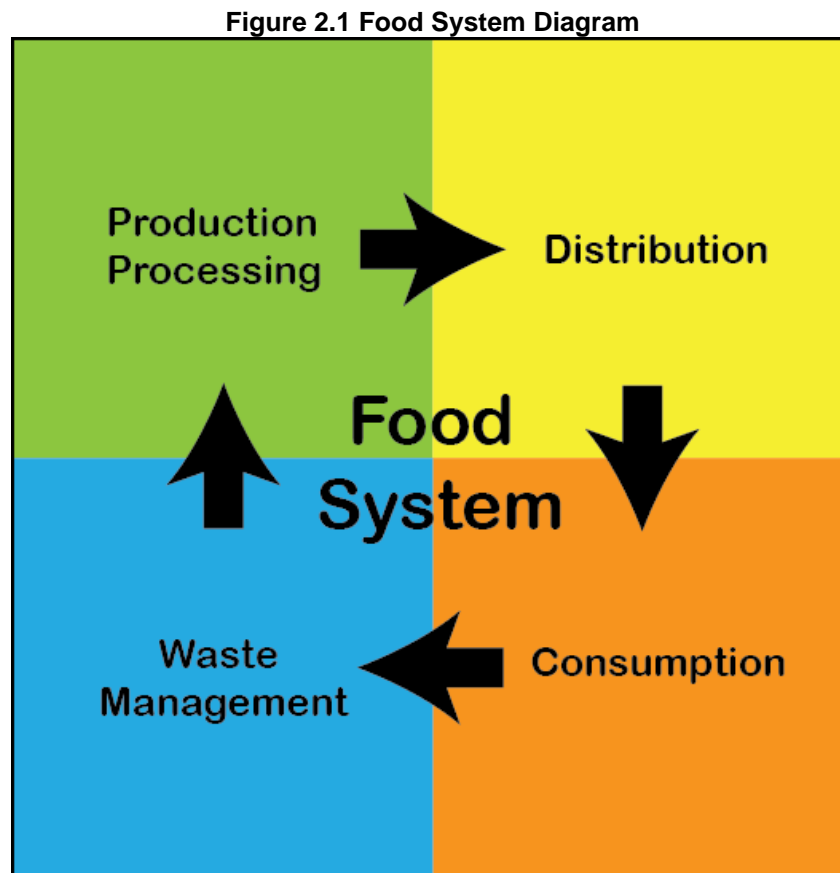 Figure 2.1 Food System Diagram
Production
Processing
Distribution
Food
System
Waste
Management
Consumption